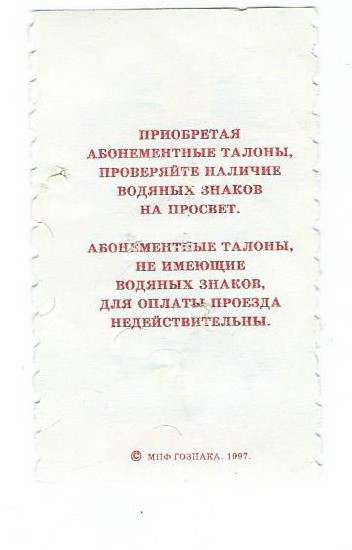 ПРИОБРЕТАЯ
АБОНЕМЕНТНЫЕ ТАЛОНЫ,
ПРОВЕРЯЙТЕ НАЛИЧИЕ
ВОДЯНЫХ ЗНАКОВ
НА ПРОСВЕТ.
АБОНЕМЕНТНЫЕ ТАЛОНЫ,
НЕ ИМЕЮЩИЕ
ВОДЯНЫХ ЗНАКОВ,
ДЛЯ ОПЛАТЫ ПРОЕЗДА
НЕДЕЙСТВИТЕЛЬНЫ.
© МПФ ГОЗНАКА. 1997.